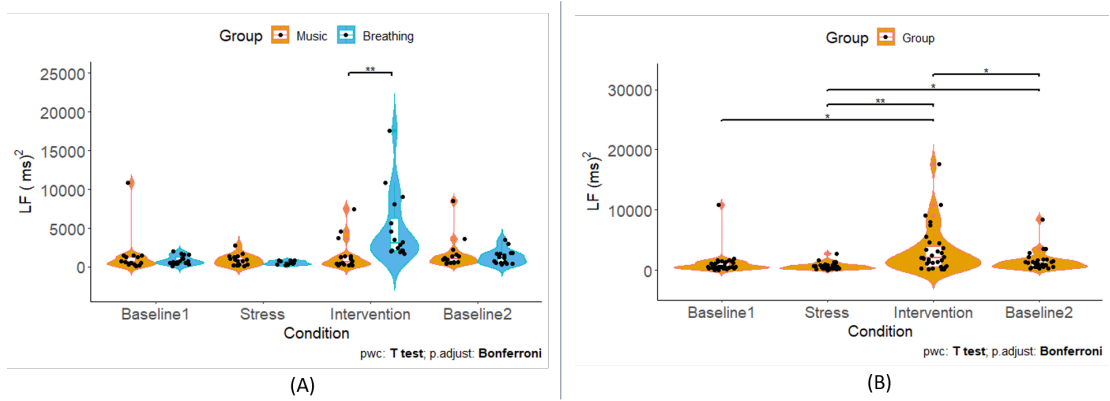 Group Music Breathing
**
25000
20000
15000
10000
5000
0
LF ( ms)²
Baseline1 Stress Intervention Baseline2
Condition
pwc: T test; p.adjust: Bonferroni
(A)
Group Group
*
*
**
*
30000
20000
10000
0
LF (ms)²
Baseline1 Stress Intervention Baseline2
Condition
pwc: T test; p.adjust: Bonferroni
(B)